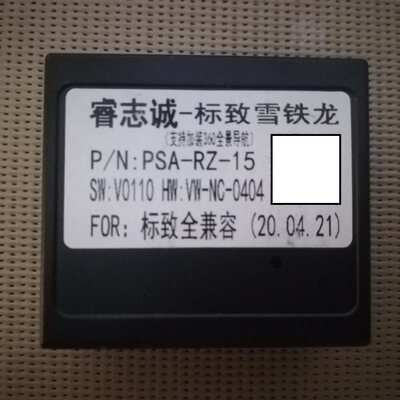 睿志诚-标致雪铁龙
(支持加装360全景导航)
P/N:PSA-RZ-15
SW:V0110 HW:VW-NC-0404
FOR: 标致全兼容 (20.04.21)